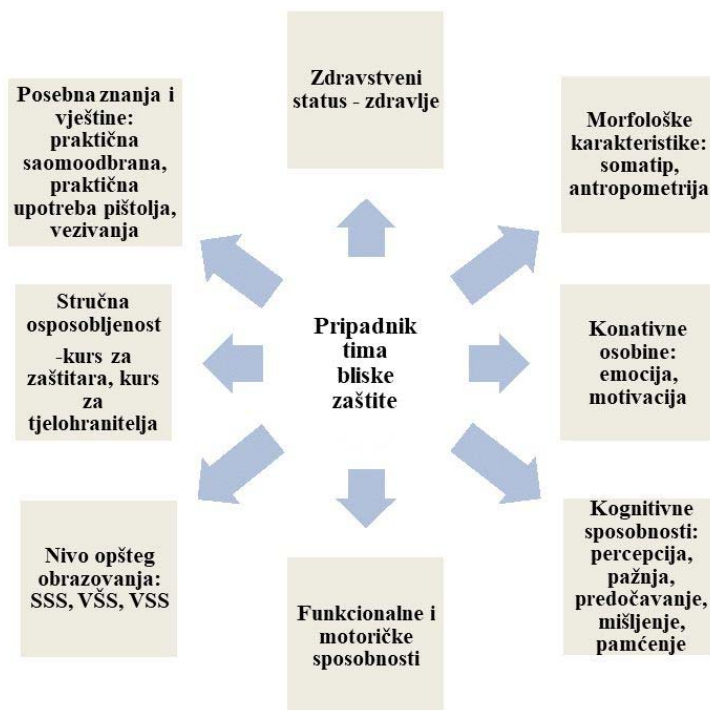 Zdravstveni
status - zdravlje
Morfološke
karakteristike:
somatip,
antropometrija
Konativne
osobine:
emocija,
motivacija
Kognitivne
sposobnosti:
percepcija,
pažnja,
predočavanje,
mišljenje,
pamćenje
Funkcionalne i
motoričke
sposobnosti
Nivo opšteg
obrazovanja:
SSS, VŠS, VSS
Stručna
osposobljenost
-kurs za
zaštitara, kurs
za
tjelohranitelja
Posebna znanja i
vještine:
praktična
saomoodbrana,
praktična
upotreba pištolja,
vezivanja
Pripadnik
tima
bliske
zaštite